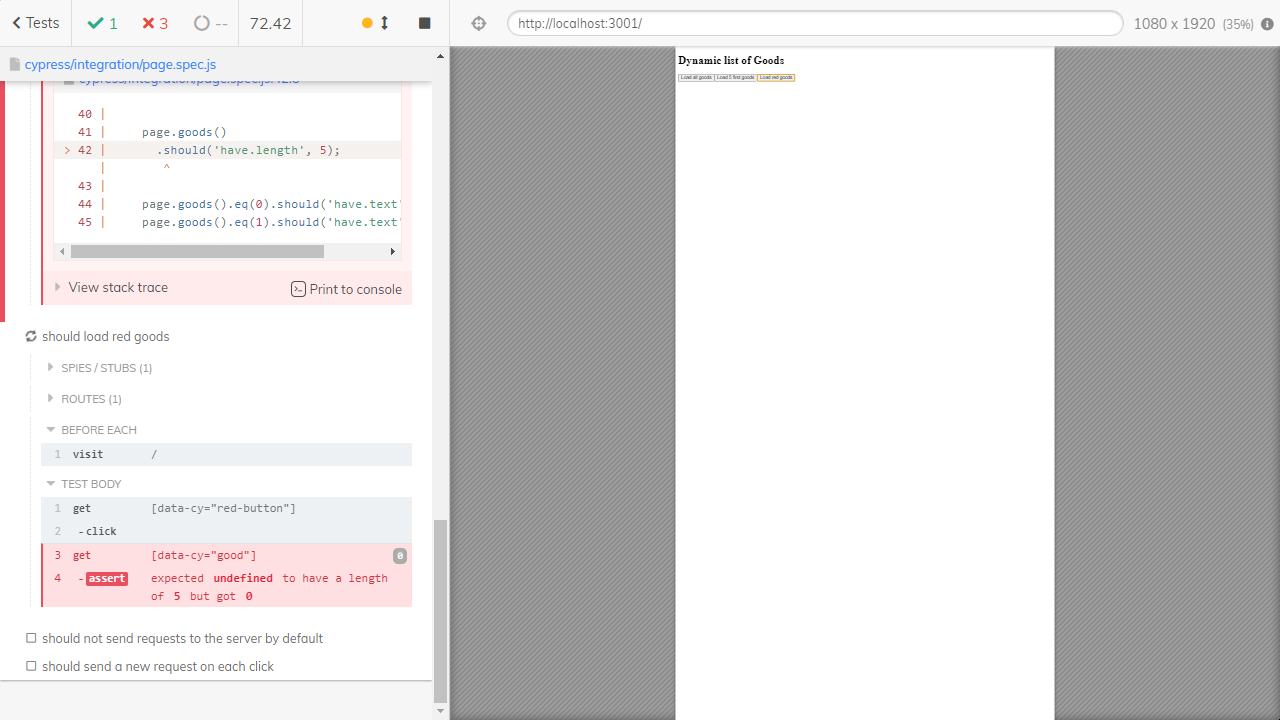 Tests
1
3
--
72.42
http://localhost:3001/
1080 x 1920 (35%)
cypress/integration/page.spec.js
cypress/integration/page.spec.js:42:8
40 |
41 |     page.goods()
> 42 |       .should('have.length', 5);
|        ^
43 |
44 |     page.goods().eq(0).should('have.text'
45 |     page.goods().eq(1).should('have.text'
View stack trace
Print to console
should load red goods
SPIES / STUBS (1)
ROUTES (1)
BEFORE EACH
1 visit /
TEST BODY
1 get [data-cy="red-button"]
2 -click
3 get [data-cy="good"] 0
4 -assert expected undefined to have a length
of 5 but got 0
should not send requests to the server by default
should send a new request on each click
Dynamic list of Goods
Load all goods Load 5 first goods Load red goods